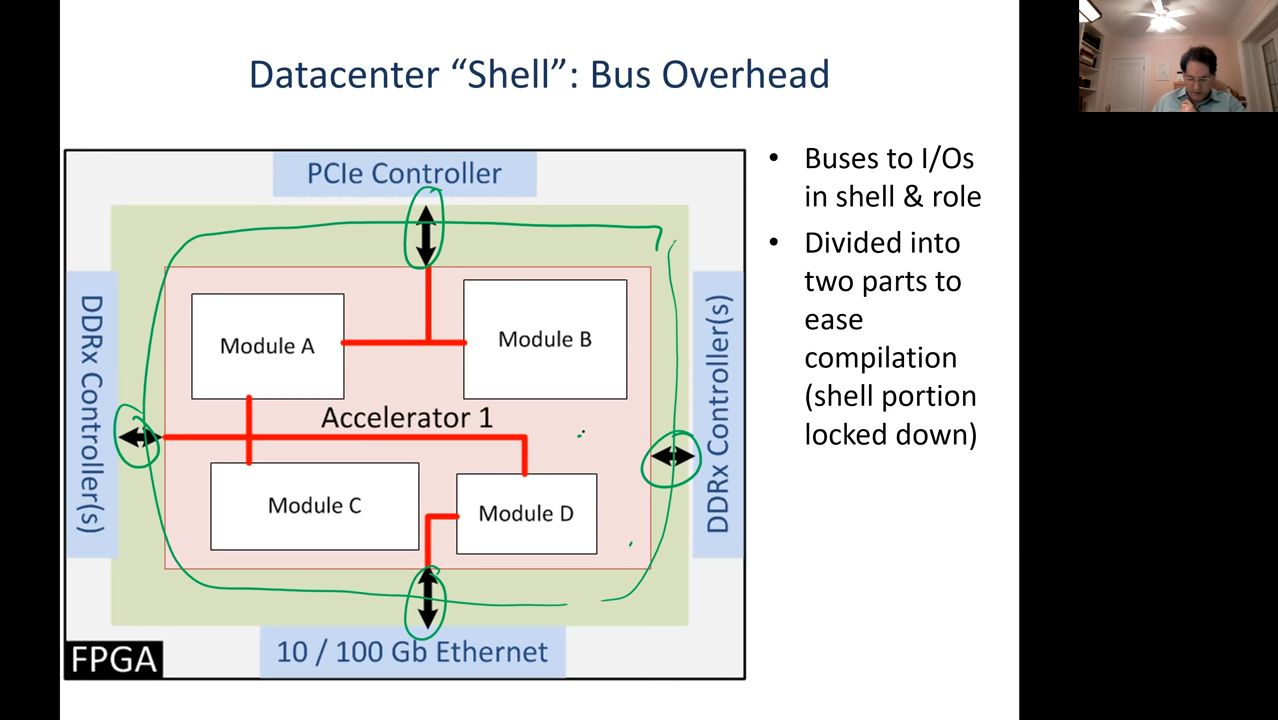 Datacenter “Shell”: Bus Overhead
PCIe Controller
DDRx Controller(s)
Module A
Module B
Accelerator 1
Module C
Module D
DDRx Controller(s)
10 / 100 Gb Ethernet
FPGA
• Buses to I/Os
in shell & role
• Divided into
two parts to
ease
compilation
(shell portion
locked down)